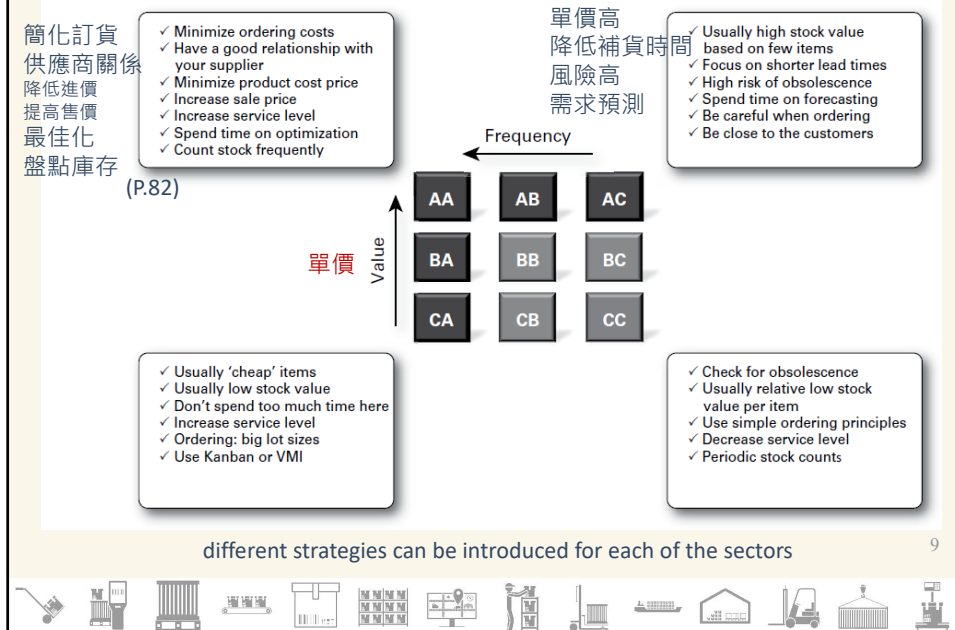 簡化訂貨
供應商關係
降低進價
提高售價
最佳化
盤點庫存
(P.82)
✓ Minimize ordering costs
✓ Have a good relationship with
your supplier
✓ Minimize product cost price
✓ Increase sale price
✓ Increase service level
✓ Spend time on optimization
✓ Count stock frequently
單價高
降低補貨時間
風險高
需求預測
✓ Usually high stock value
based on few items
✓ Focus on shorter lead times
✓ High risk of obsolescence
✓ Spend time on forecasting
✓ Be careful when ordering
✓ Be close to the customers
Frequency
單價
Value
AA AB AC
BA BB BC
CA CB CC
✓ Usually 'cheap' items
✓ Usually low stock value
✓ Don't spend too much time here
✓ Increase service level
✓ Ordering: big lot sizes
✓ Use Kanban or VMI
✓ Check for obsolescence
✓ Usually relative low stock
value per item
✓ Use simple ordering principles
✓ Decrease service level
✓ Periodic stock counts
different strategies can be introduced for each of the sectors
9